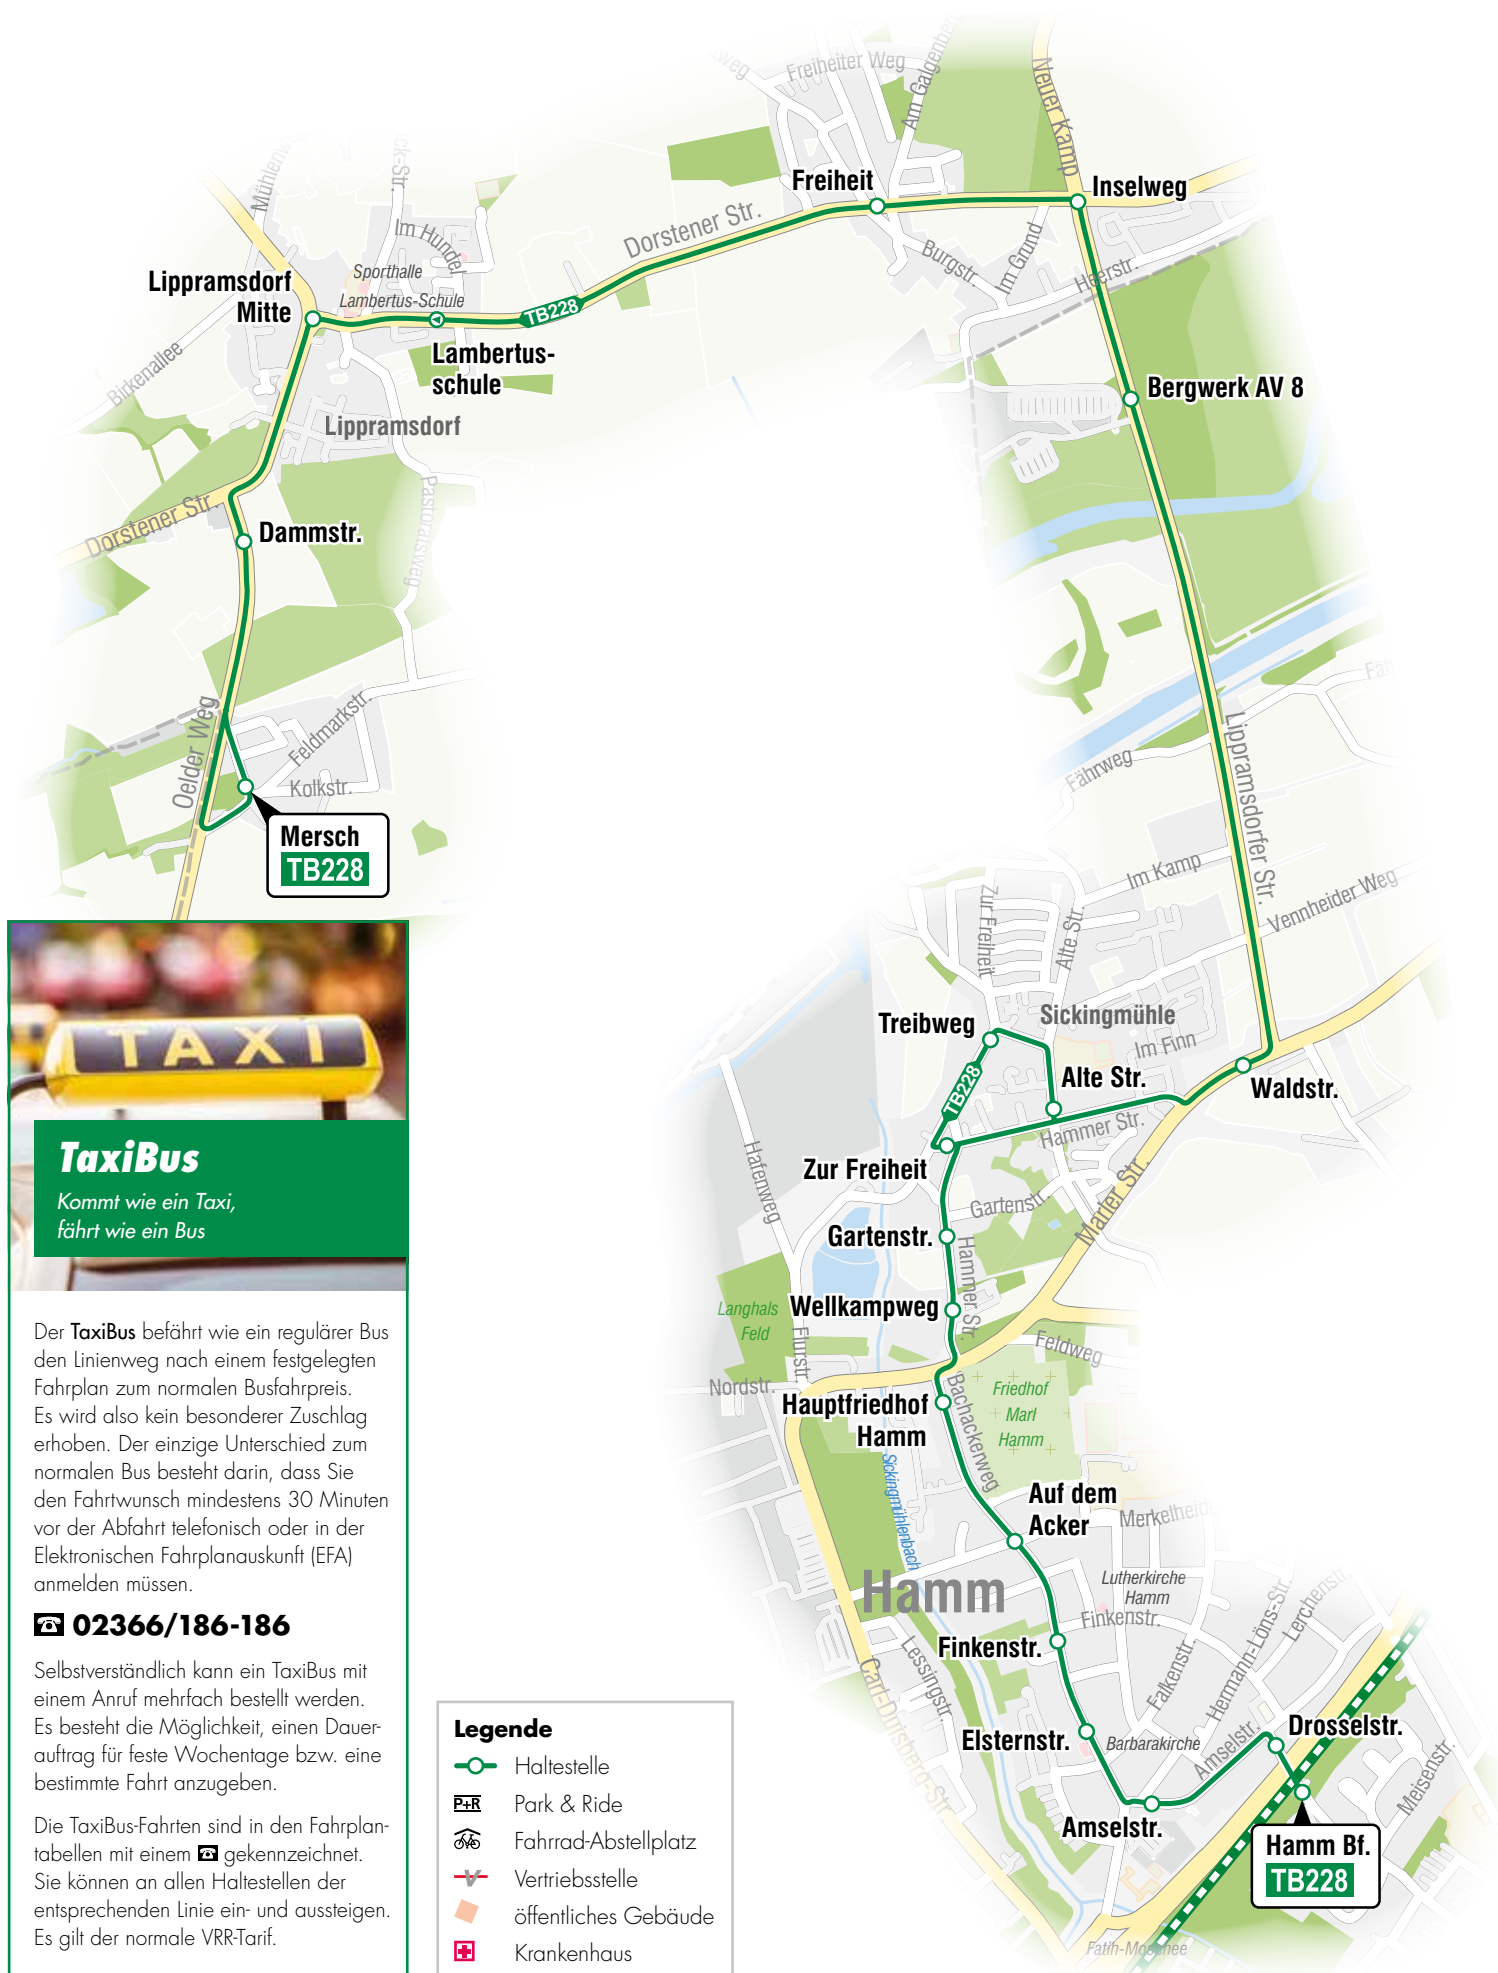 Freiheiter Weg
Am Galgenberg
Neuer Kamp
Freiheit
Inselweg
Dorstener Str.
Burgstr.
Im Grund
Heerstr.
Im Hundel
Sporthalle
Lambertus-Schule
Lippramsdorf
Mitte
TB228
Lambertus-
schule
Birkenallee
Lippramsdorf
Bergwerk AV 8
Pastoratsweg
Dorstener Str.
Dammstr.
Oelder Weg
Feldmarkstr.
Kolkstr.
Mersch
TB228
Fährweg
Lippramsdorfer Str.
Im Kamp
Vennheider Weg
Zur Freiheit
Alte Str.
Sickingmühle
Im Finn
Treibweg
TB228
Alte Str.
Waldstr.
Hammer Str.
Zur Freiheit
Hafenweg
Gartenstr.
Marler Str.
Gartenstr.
Hammer Str.
Wellkampweg
Langhals
Feld
Flurstr.
Feldweg
Nordstr.
Hauptfriedhof
Hamm
Bachackerweg
Friedhof
Marl
Hamm
Sickingmühlenbach
Auf dem
Acker
Merkelheide
Hamm
Lutherkirche
Hamm
Finkenstr.
Finkenstr.
Lessingstr.
Carl-Duisberg-Str.
Falkenstr.
Hermann-Löns-Str.
Lerchenstr.
Elsternstr.
Barbarakirche
Amselstr.
Drosselstr.
Meisenstr.
Amselstr.
Hamm Bf.
TB228
Fatih-Moschee
TAXI
TaxiBus
Kommt wie ein Taxi,
fährt wie ein Bus
Der TaxiBus befährt wie ein regulärer Bus
den Linienweg nach einem festgelegten
Fahrplan zum normalen Busfahrpreis.
Es wird also kein besonderer Zuschlag
erhoben. Der einzige Unterschied zum
normalen Bus besteht darin, dass Sie
den Fahrtwunsch mindestens 30 Minuten
vor der Abfahrt telefonisch oder in der
Elektronischen Fahrplanauskunft (EFA)
anmelden müssen.
02366/186-186
Selbstverständlich kann ein TaxiBus mit
einem Anruf mehrfach bestellt werden.
Es besteht die Möglichkeit, einen Dauer-
auftrag für feste Wochentage bzw. eine
bestimmte Fahrt anzugeben.
Die TaxiBus-Fahrten sind in den Fahrplan-
tabellen mit einem ☎ gekennzeichnet.
Sie können an allen Haltestellen der
entsprechenden Linie ein- und aussteigen.
Es gilt der normale VRR-Tarif.
Legende
Haltestelle
P+R Park & Ride
Fahrrad-Abstellplatz
V Vertriebsstelle
öffentliches Gebäude
Krankenhaus